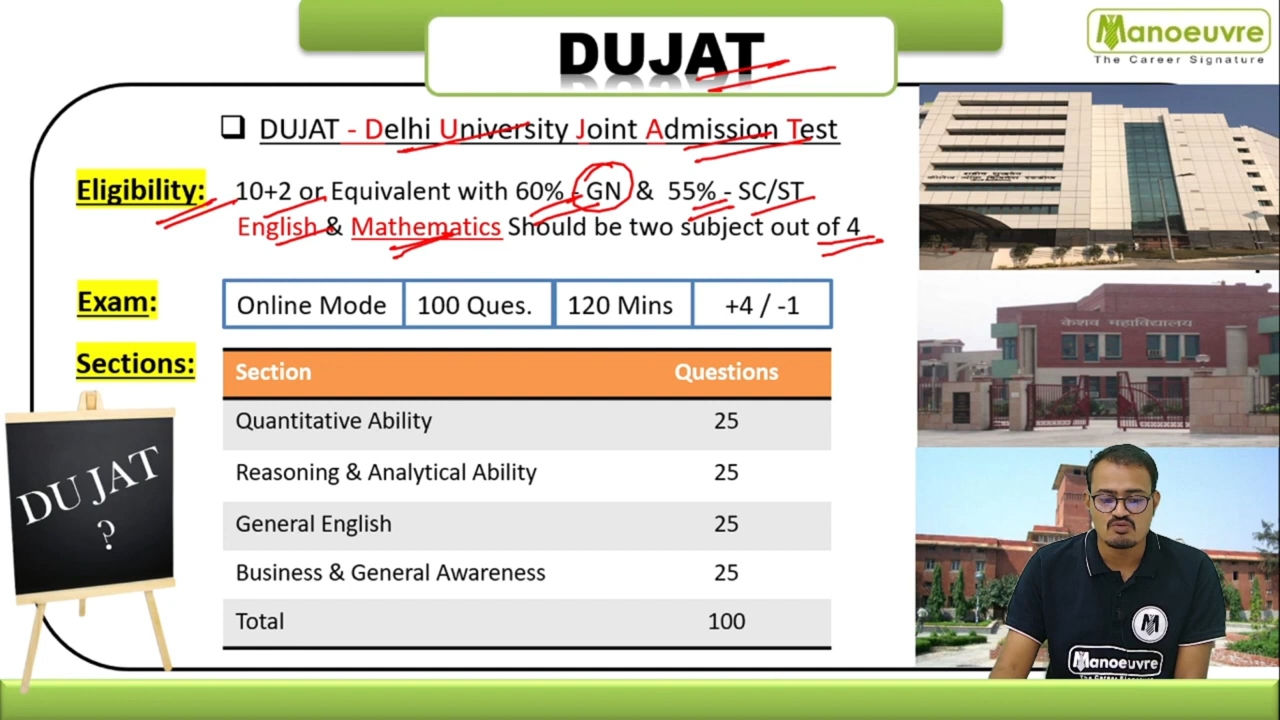 DUJAT
Manoeuvre
The Career Signature
DUJAT - Delhi University Joint Admission Test
Eligibility: 10+2 or Equivalent with 60% - GN & 55% - SC/ST
English & Mathematics Should be two subject out of 4
Exam: Online Mode 100 Ques. 120 Mins +4 / -1
Sections:
Section Questions
Quantitative Ability 25
Reasoning & Analytical Ability 25
General English 25
Business & General Awareness 25
Total 100
DU JAT
?
केशव महाविद्यालय
M
Manoeuvre